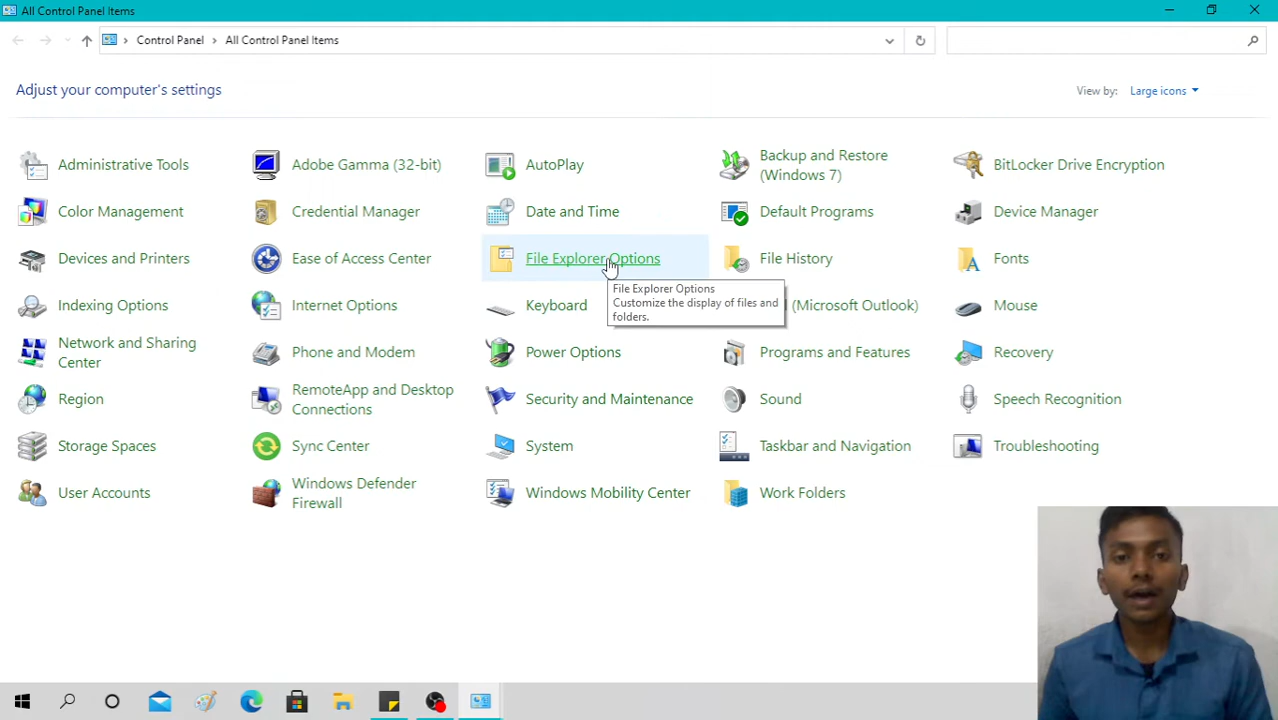 All Control Panel Items
Control Panel
All Control Panel Items
Adjust your computer's settings
View by:
Large icons
Administrative Tools
Adobe Gamma (32-bit)
AutoPlay
Backup and Restore
(Windows 7)
BitLocker Drive Encryption
Color Management
Credential Manager
Date and Time
Default Programs
Device Manager
Devices and Printers
Ease of Access Center
File Explorer Options
File History
Fonts
File Explorer Options
Customize the display of files and
folders.
Indexing Options
Internet Options
Keyboard
(Microsoft Outlook)
Mouse
Network and Sharing
Center
Phone and Modem
Power Options
Programs and Features
Recovery
Region
RemoteApp and Desktop
Connections
Security and Maintenance
Sound
Speech Recognition
Storage Spaces
Sync Center
System
Taskbar and Navigation
Troubleshooting
User Accounts
Windows Defender
Firewall
Windows Mobility Center
Work Folders